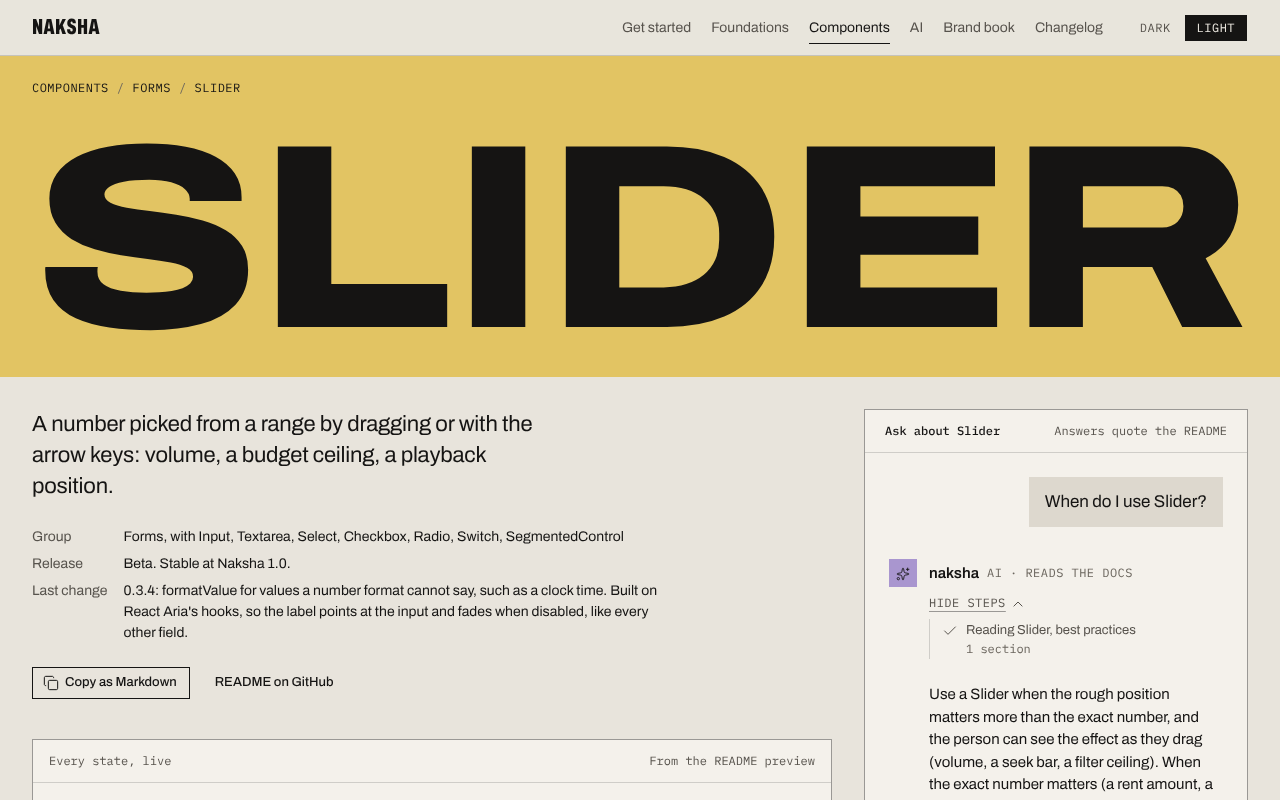 NAKSHA
Get started Foundations Components AI Brand book Changelog DARK LIGHT
COMPONENTS / FORMS / SLIDER
SLIDER
A number picked from a range by dragging or with the
arrow keys: volume, a budget ceiling, a playback
position.
Group Forms, with Input, Textarea, Select, Checkbox, Radio, Switch, SegmentedControl
Release Beta. Stable at Naksha 1.0.
Last change 0.3.4: formatValue for values a number format cannot say, such as a clock time. Built on
React Aria's hooks, so the label points at the input and fades when disabled, like every
other field.
Copy as Markdown README on GitHub
Every state, live From the README preview
Ask about Slider Answers quote the README
When do I use Slider?
naksha AI · READS THE DOCS
HIDE STEPS
Reading Slider, best practices
1 section
Use a Slider when the rough position
matters more than the exact number, and
the person can see the effect as they drag
(volume, a seek bar, a filter ceiling). When
the exact number matters (a rent amount, a